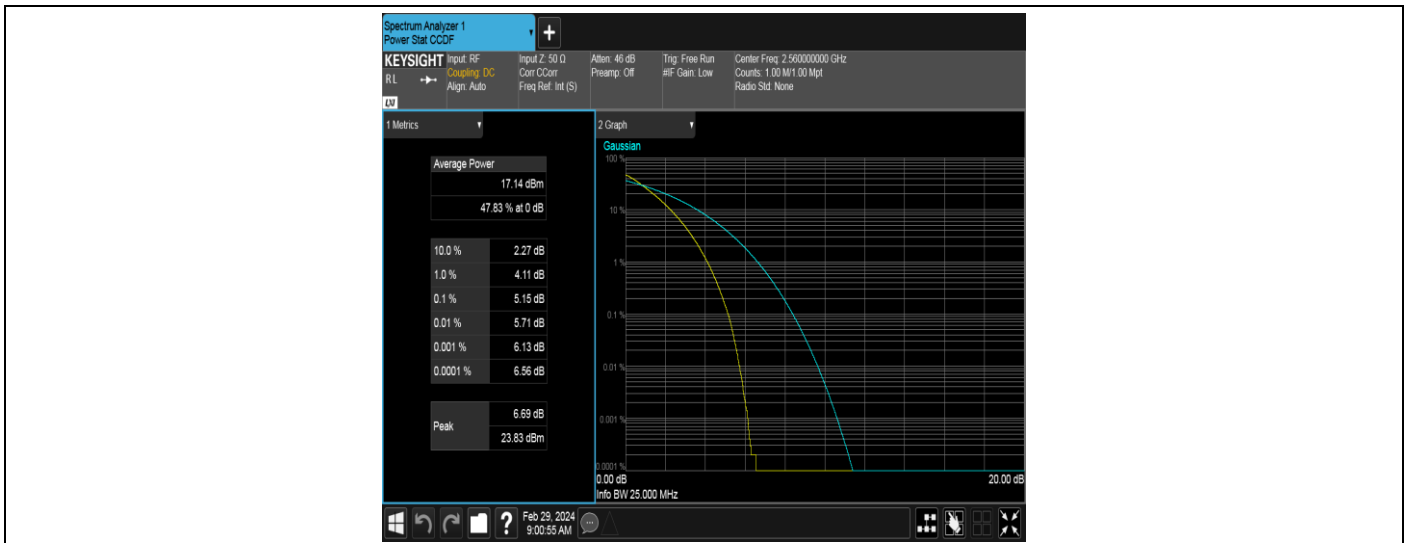 Spectrum Analyzer 1
Power Stat CCDF
+
KEYSIGHT
RL
LXI
Input: RF
Coupling: DC
Align: Auto
Input Z: 50 Ω
Corr CCorr
Freq Ref: Int (S)
Atten: 46 dB
Preamp: Off
Trig: Free Run
#IF Gain: Low
Center Freq: 2.560000000 GHz
Counts: 1.00 M/1.00 Mpt
Radio Std: None
1 Metrics
Average Power
17.14 dBm
47.83 % at 0 dB
10.0 % 2.27 dB
1.0 % 4.11 dB
0.1 % 5.15 dB
0.01 % 5.71 dB
0.001 % 6.13 dB
0.0001 % 6.56 dB
Peak
6.69 dB
23.83 dBm
2 Graph
Gaussian
100 %
10 %
1 %
0.1 %
0.01 %
0.001 %
0.0001 %
0.00 dB 20.00 dB
Info BW 25.000 MHz
?
Feb 29, 2024
9:00:55 AM